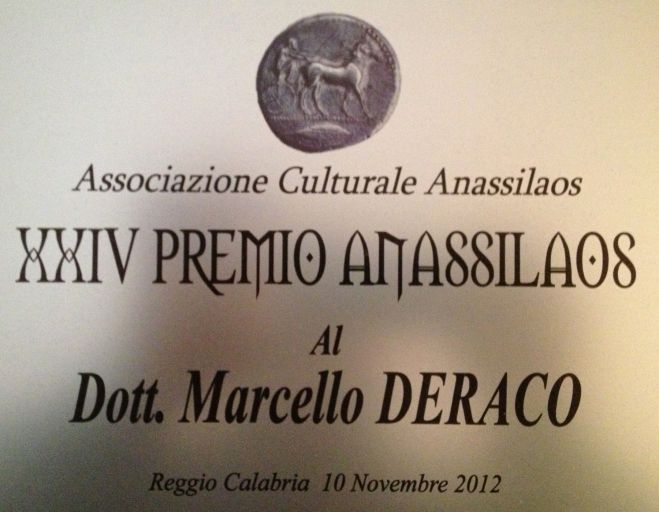 Associazione Culturale Anassilaos
XXIV PREMIO ANASSILAOS
Al
Dott. Marcello DERACO
Reggio Calabria 10 Novembre 2012